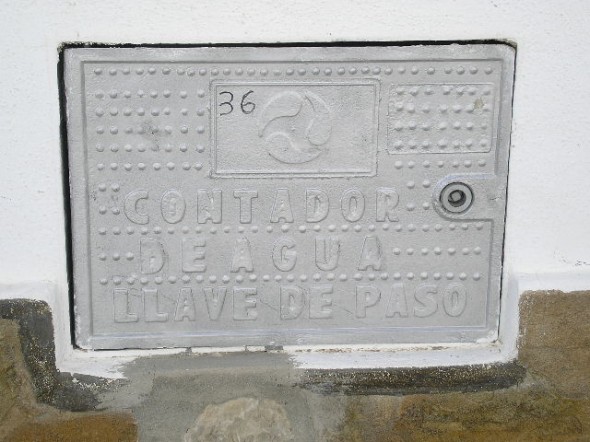 36
CONTADOR
DE AGUA
LLAVE DE PASO